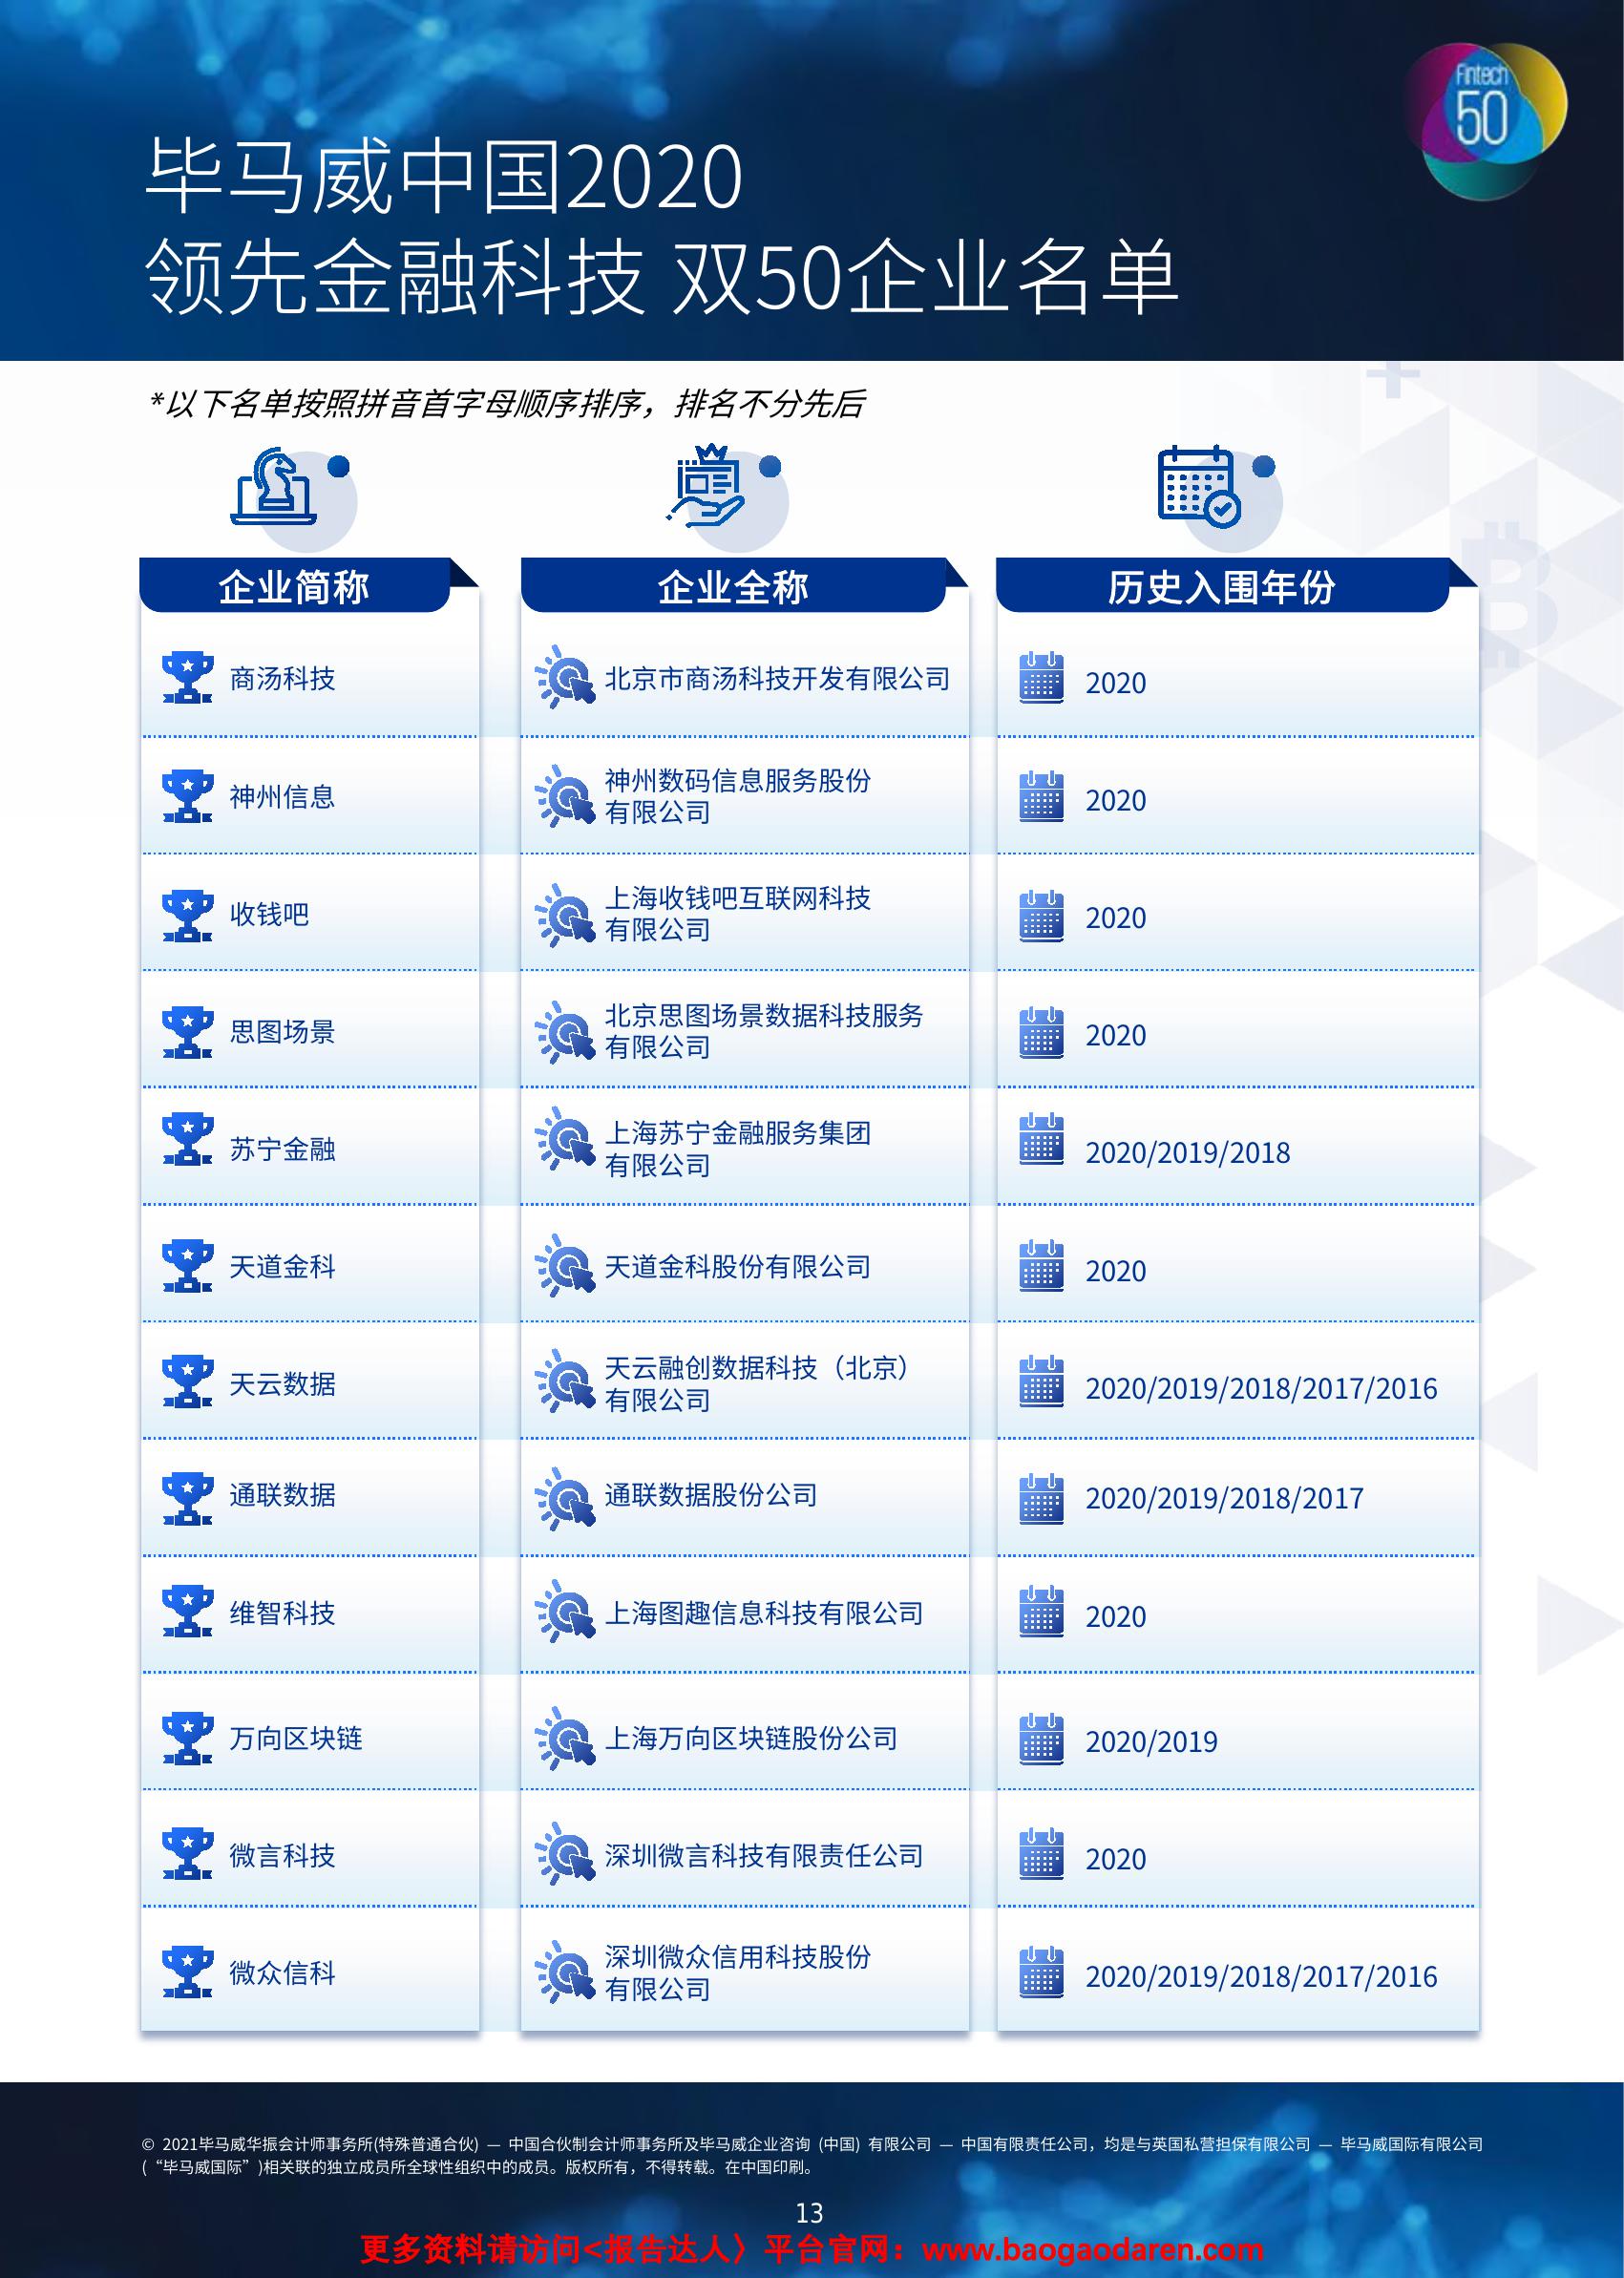 Fintech
50
毕马威中国2020
领先金融科技 双50企业名单
*以下名单按照拼音首字母顺序排序，排名不分先后
企业简称
企业全称
历史入围年份
商汤科技
北京市商汤科技开发有限公司
2020
神州信息
神州数码信息服务股份
有限公司
2020
收钱吧
上海收钱吧互联网科技
有限公司
2020
思图场景
北京思图场景数据科技服务
有限公司
2020
苏宁金融
上海苏宁金融服务集团
有限公司
2020/2019/2018
天道金科
天道金科股份有限公司
2020
天云数据
天云融创数据科技（北京）
有限公司
2020/2019/2018/2017/2016
通联数据
通联数据股份公司
2020/2019/2018/2017
维智科技
上海图趣信息科技有限公司
2020
万向区块链
上海万向区块链股份公司
2020/2019
微言科技
深圳微言科技有限责任公司
2020
微众信科
深圳微众信用科技股份
有限公司
2020/2019/2018/2017/2016
© 2021毕马威华振会计师事务所(特殊普通合伙) — 中国合伙制会计师事务所及毕马威企业咨询 (中国) 有限公司 — 中国有限责任公司，均是与英国私营担保有限公司 — 毕马威国际有限公司
(“毕马威国际”)相关联的独立成员所全球性组织中的成员。版权所有，不得转载。在中国印刷。
13
更多资料请访问<报告达人〉平台官网：www.baogaodaren.com